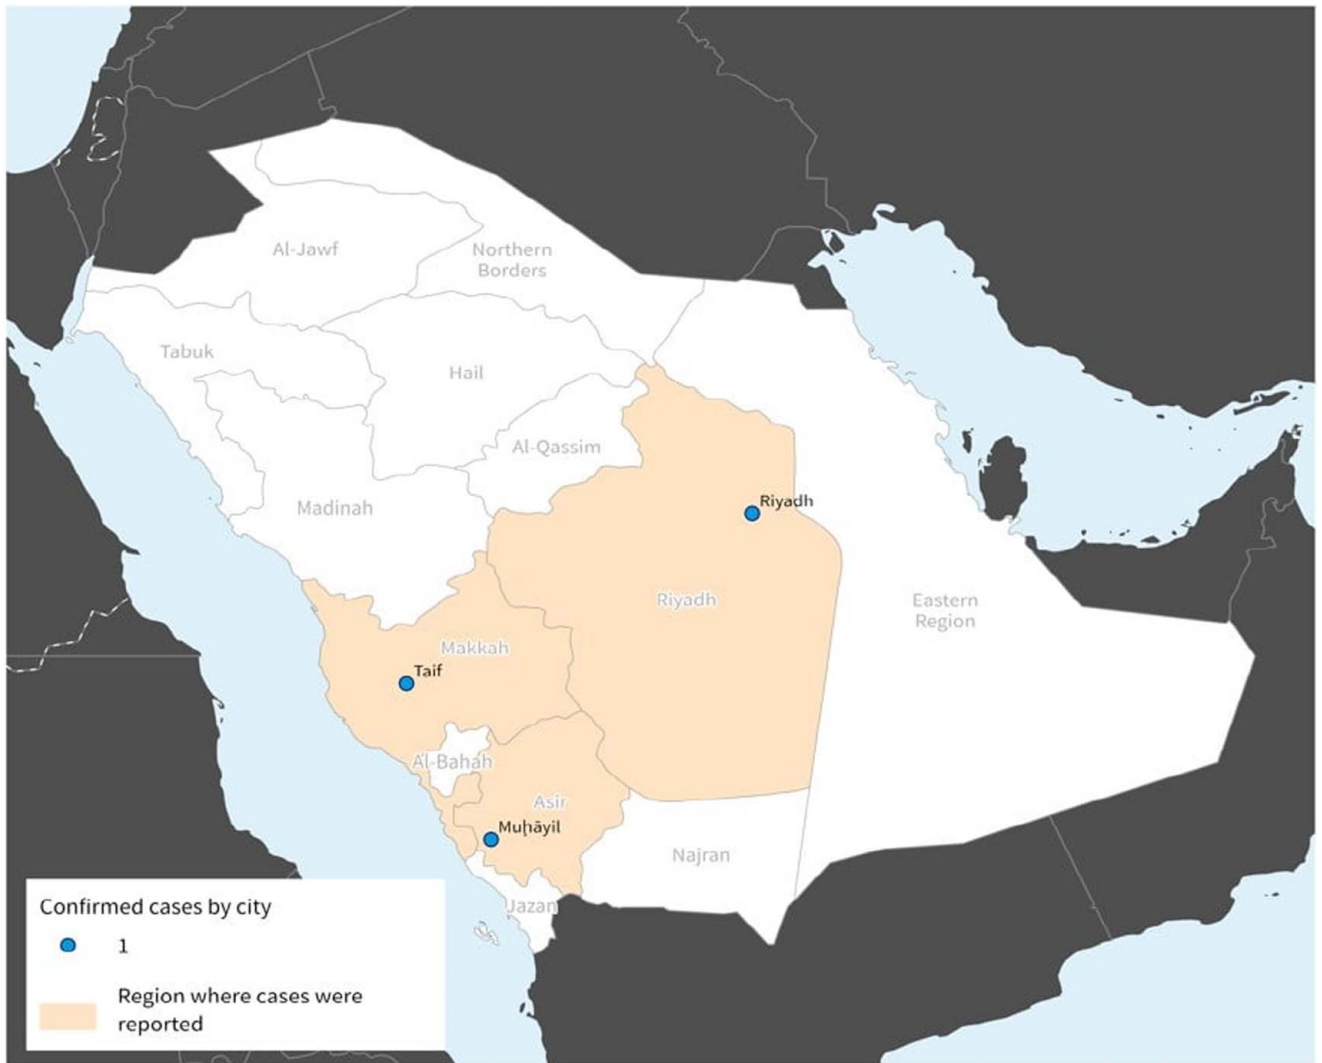 Al-Jawf
Northern
Borders
Tabuk
Hail
Al-Qassim
Madinah
Riyadh
Riyadh
Eastern
Region
Makkah
Taif
Al-Bahah
Asir
Muḥāyil
Najran
Jazan
Confirmed cases by city
1
Region where cases were
reported